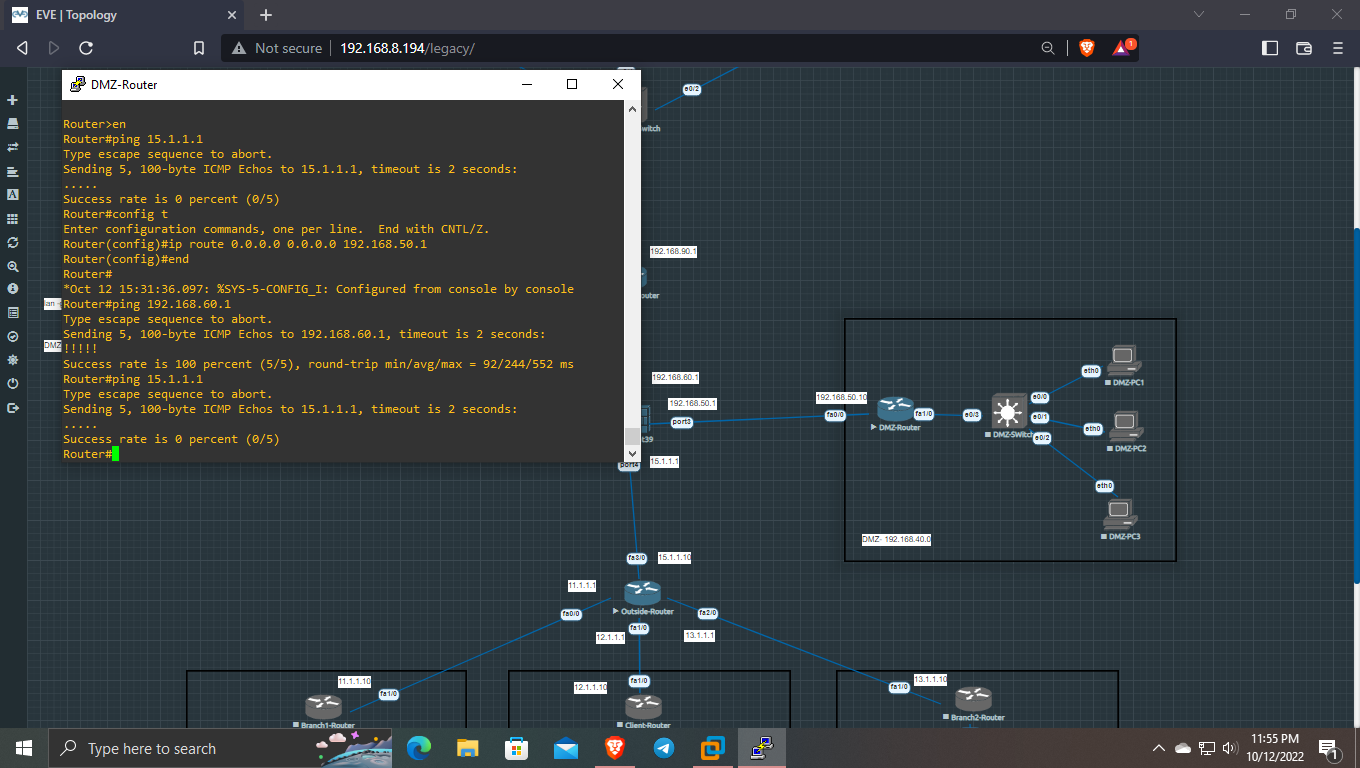 EVE | Topology
Not secure
192.168.8.194/legacy/
1
DMZ-Router
Router>en
Router#ping 15.1.1.1
Type escape sequence to abort.
Sending 5, 100-byte ICMP Echos to 15.1.1.1, timeout is 2 seconds:
.....
Success rate is 0 percent (0/5)
Router#config t
Enter configuration commands, one per line.  End with CNTL/Z.
Router(config)#ip route 0.0.0.0 0.0.0.0 192.168.50.1
Router(config)#end
Router#
*Oct 12 15:31:36.097: %SYS-5-CONFIG_I: Configured from console by console
Router#ping 192.168.60.1
Type escape sequence to abort.
Sending 5, 100-byte ICMP Echos to 192.168.60.1, timeout is 2 seconds:
!!!!!
Success rate is 100 percent (5/5), round-trip min/avg/max = 92/244/552 ms
Router#ping 15.1.1.1
Type escape sequence to abort.
Sending 5, 100-byte ICMP Echos to 15.1.1.1, timeout is 2 seconds:
.....
Success rate is 0 percent (0/5)
Router#
lan
DMZ
e0/2
witch
192.168.90.1
outer
192.168.60.1
192.168.50.1
port3
t39
port4
15.1.1.1
192.168.50.10
fa0/0
fa1/0
DMZ-Router
e0/3
DMZ-SWitch
e0/0
e0/1
e0/2
eth0
DMZ-PC1
eth0
DMZ-PC2
eth0
DMZ-PC3
DMZ- 192.168.40.0
fa3/0
15.1.1.10
11.1.1.1
Outside-Router
fa0/0
fa1/0
fa2/0
12.1.1.1
13.1.1.1
11.1.1.10
fa1/0
Branch1-Router
12.1.1.10
fa1/0
Client-Router
fa1/0
13.1.1.10
Branch2-Router
Type here to search
11:55 PM
10/12/2022
1